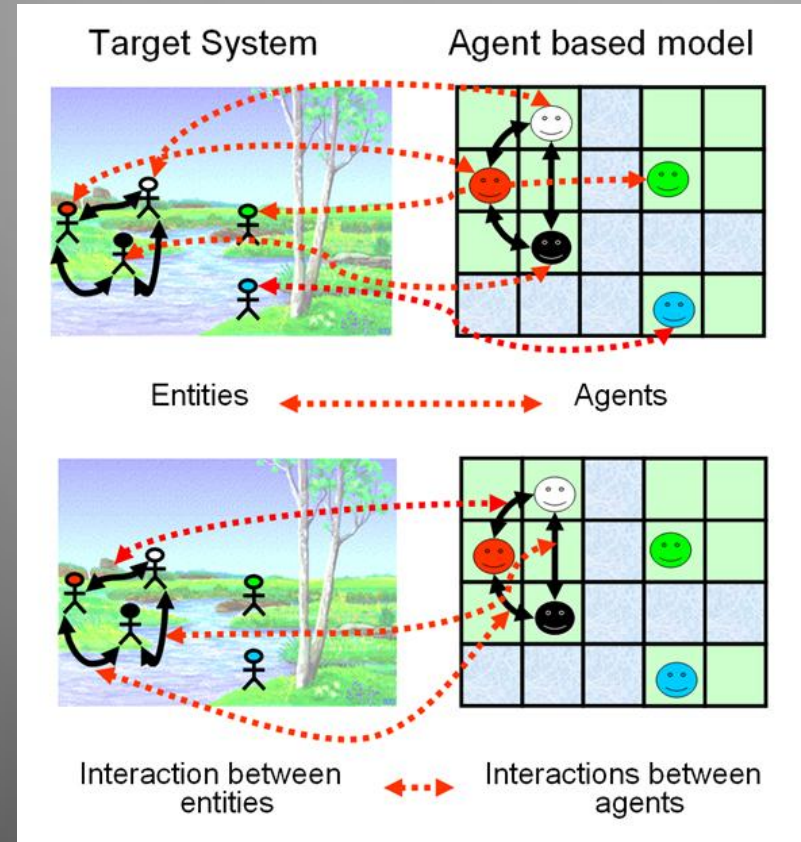 Target System
Agent based model
Entities
Agents
Interaction between
entities
Interactions between
agents